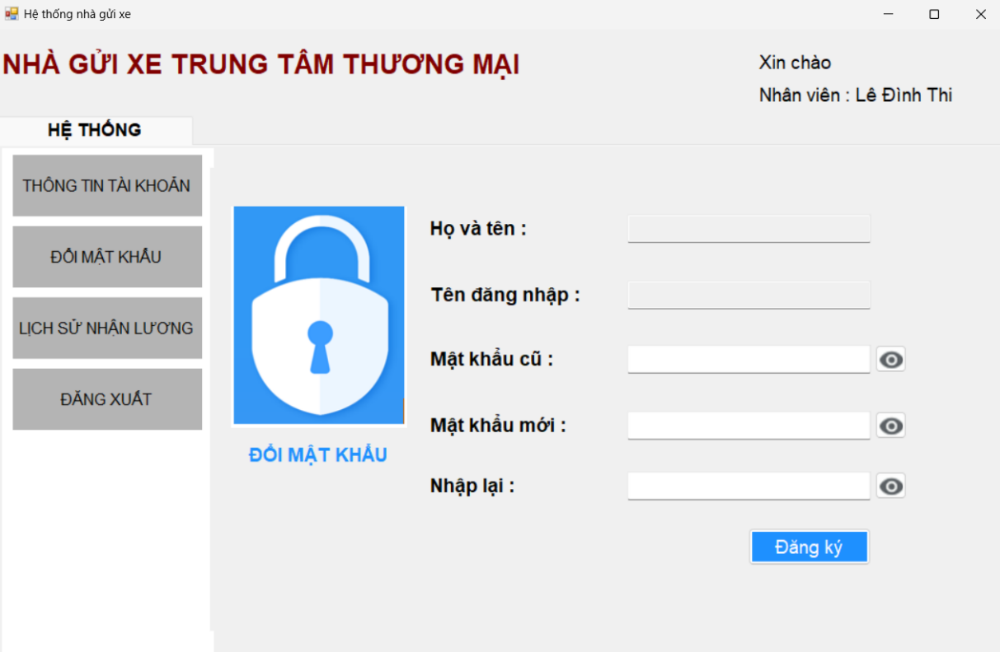 Hệ thống nhà gửi xe
NHÀ GỬI XE TRUNG TÂM THƯƠNG MẠI
Xin chào
Nhân viên : Lê Đình Thi
HỆ THỐNG
THÔNG TIN TÀI KHOẢN
ĐỔI MẬT KHẨU
LỊCH SỬ NHẬN LƯƠNG
ĐĂNG XUẤT
ĐỔI MẬT KHẨU
Họ và tên :
Tên đăng nhập :
Mật khẩu cũ :
Mật khẩu mới :
Nhập lại :
Đăng ký